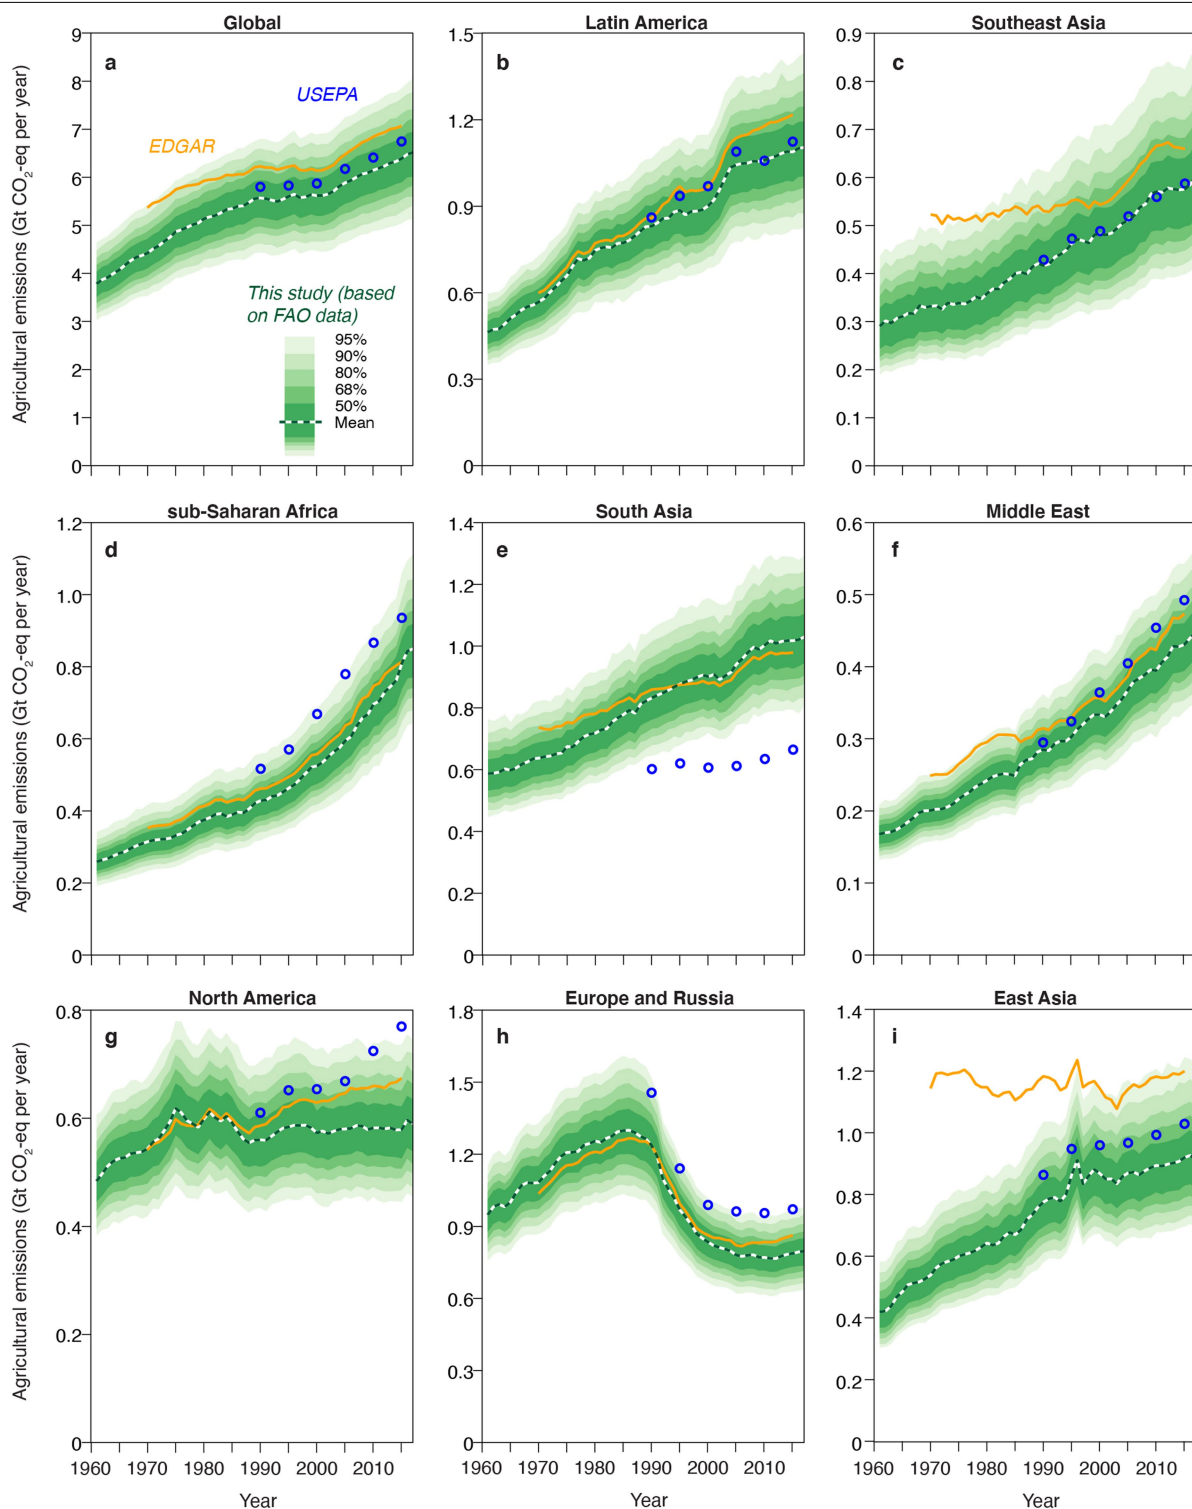 Global
Agricultural emissions (Gt CO2-eq per year)
9
8
7
6
5
4
3
2
1
0
a
USEPA
EDGAR
This study (based
on FAO data)
95%
90%
80%
68%
50%
Mean
Latin America
1.5
1.2
0.9
0.6
0.3
0
b
Southeast Asia
0.9
0.8
0.7
0.6
0.5
0.4
0.3
0.2
0.1
0
c
sub-Saharan Africa
Agricultural emissions (Gt CO2-eq per year)
1.2
1.0
0.8
0.6
0.4
0.2
0
d
South Asia
1.4
1.2
1.0
0.8
0.6
0.4
0.2
0
e
Middle East
0.6
0.5
0.4
0.3
0.2
0.1
0
f
North America
Agricultural emissions (Gt CO2-eq per year)
0.8
0.6
0.4
0.2
0
g
1960 1970 1980 1990 2000 2010
Year
Europe and Russia
1.8
1.5
1.2
0.9
0.6
0.3
0
h
1960 1970 1980 1990 2000 2010
Year
East Asia
1.4
1.2
1.0
0.8
0.6
0.4
0.2
0
i
1960 1970 1980 1990 2000 2010
Year